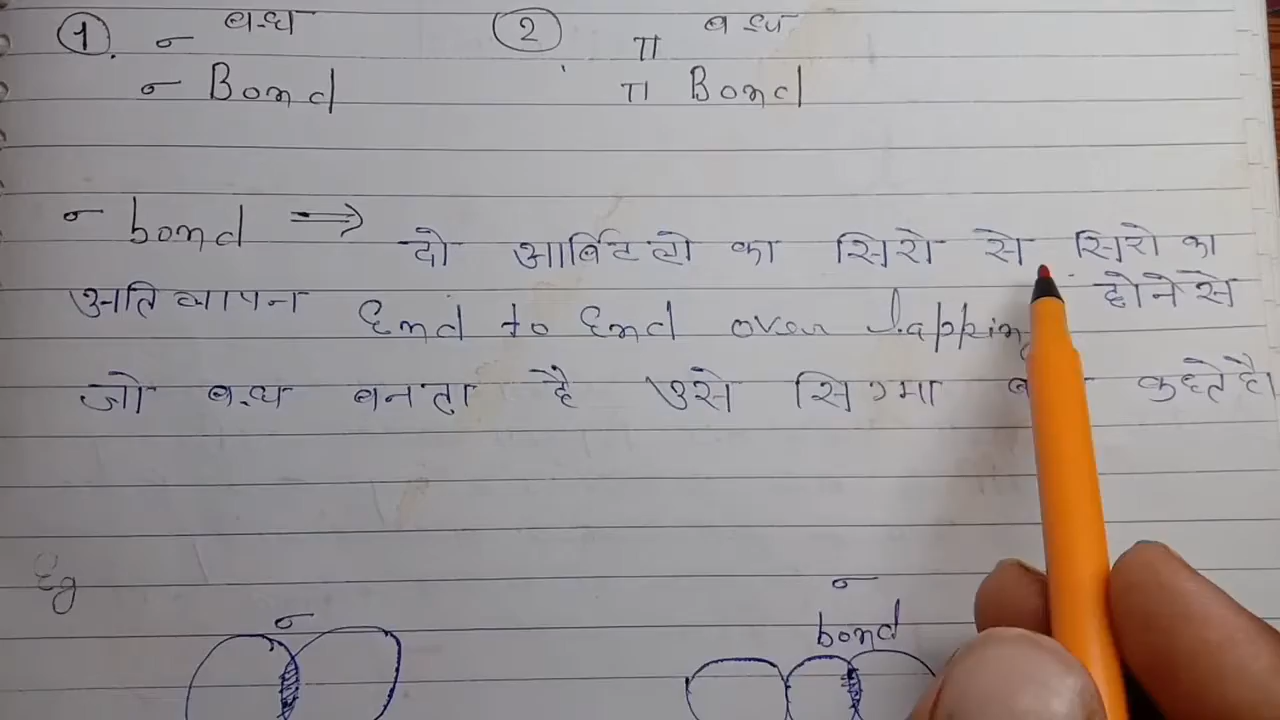 ① σ बन्ध ② π बन्ध
σ Bond π Bond
σ bond ⇒ दो आर्बिटलो का सिरो से सिरो का
अतिव्यापन End to End over lapping होने से
जो बन्ध बनता है उसे सिग्मा कहते है।
Eg
σ σ
bond